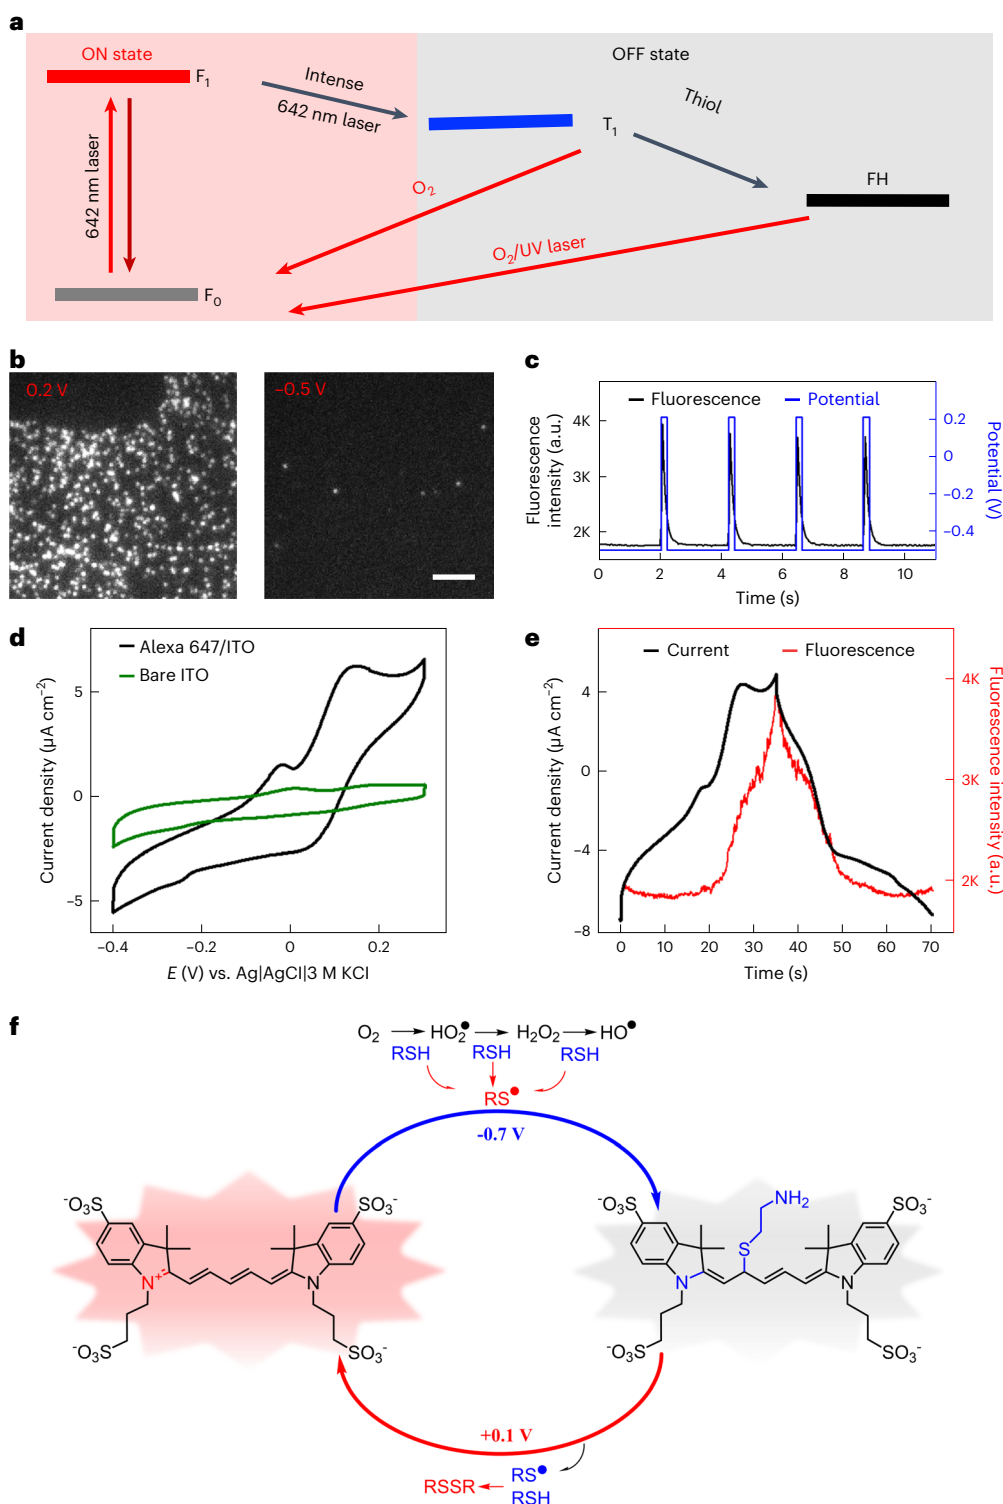 a
ON state
OFF state
F1
Intense
642 nm laser
Thiol
T1
642 nm laser
FH
O2
O2/UV laser
F0
b
0.2 V
–0.5 V
c
Fluorescence
Potential
4K
3K
2K
0.2
0
–0.2
–0.4
Fluorescence
intensity (a.u.)
Potential (V)
0 2 4 6 8 10
Time (s)
d
Alexa 647/ITO
Bare ITO
5
0
–5
Current density (µA cm–2)
–0.4 –0.2 0 0.2
E (V) vs. Ag|AgCl|3 M KCl
e
Current
Fluorescence
4
0
–4
–8
4K
3K
2K
Current density (µA cm–2)
Fluorescence intensity (a.u.)
0 10 20 30 40 50 60 70
Time (s)
f
O2 HO2• H2O2 HO•
RSH RSH RSH
RS•
-0.7 V
-O3S SO3-
N+ N
-O3S SO3-
NH2
S
-O3S SO3-
N N
-O3S SO3-
+0.1 V
RSSR RS•
RSH